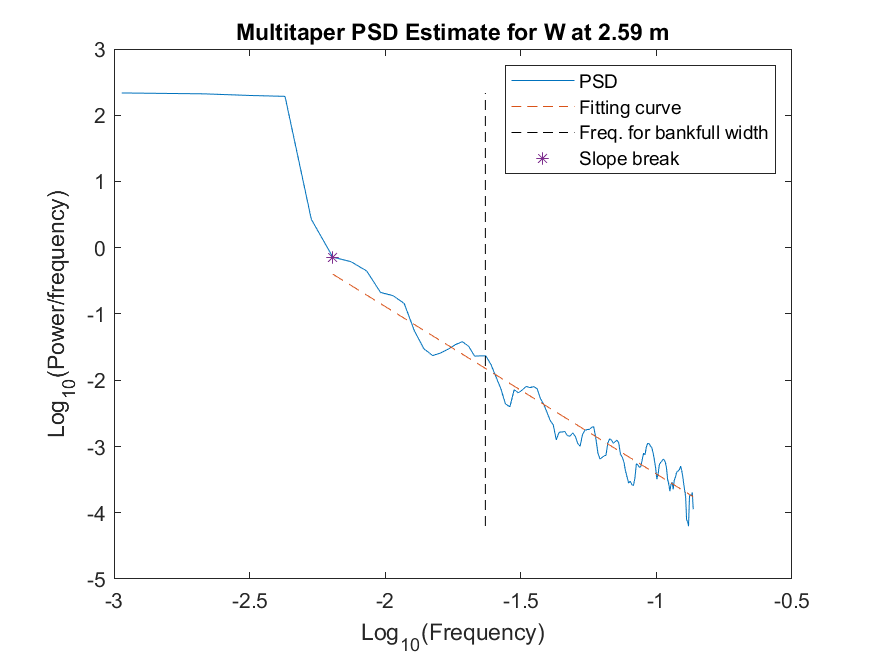 Multitaper PSD Estimate for W at 2.59 m
3
2
1
0
-1
-2
-3
-4
-5
Log10(Power/frequency)
PSD
Fitting curve
Freq. for bankfull width
Slope break
-3
-2.5
-2
-1.5
-1
-0.5
Log10(Frequency)